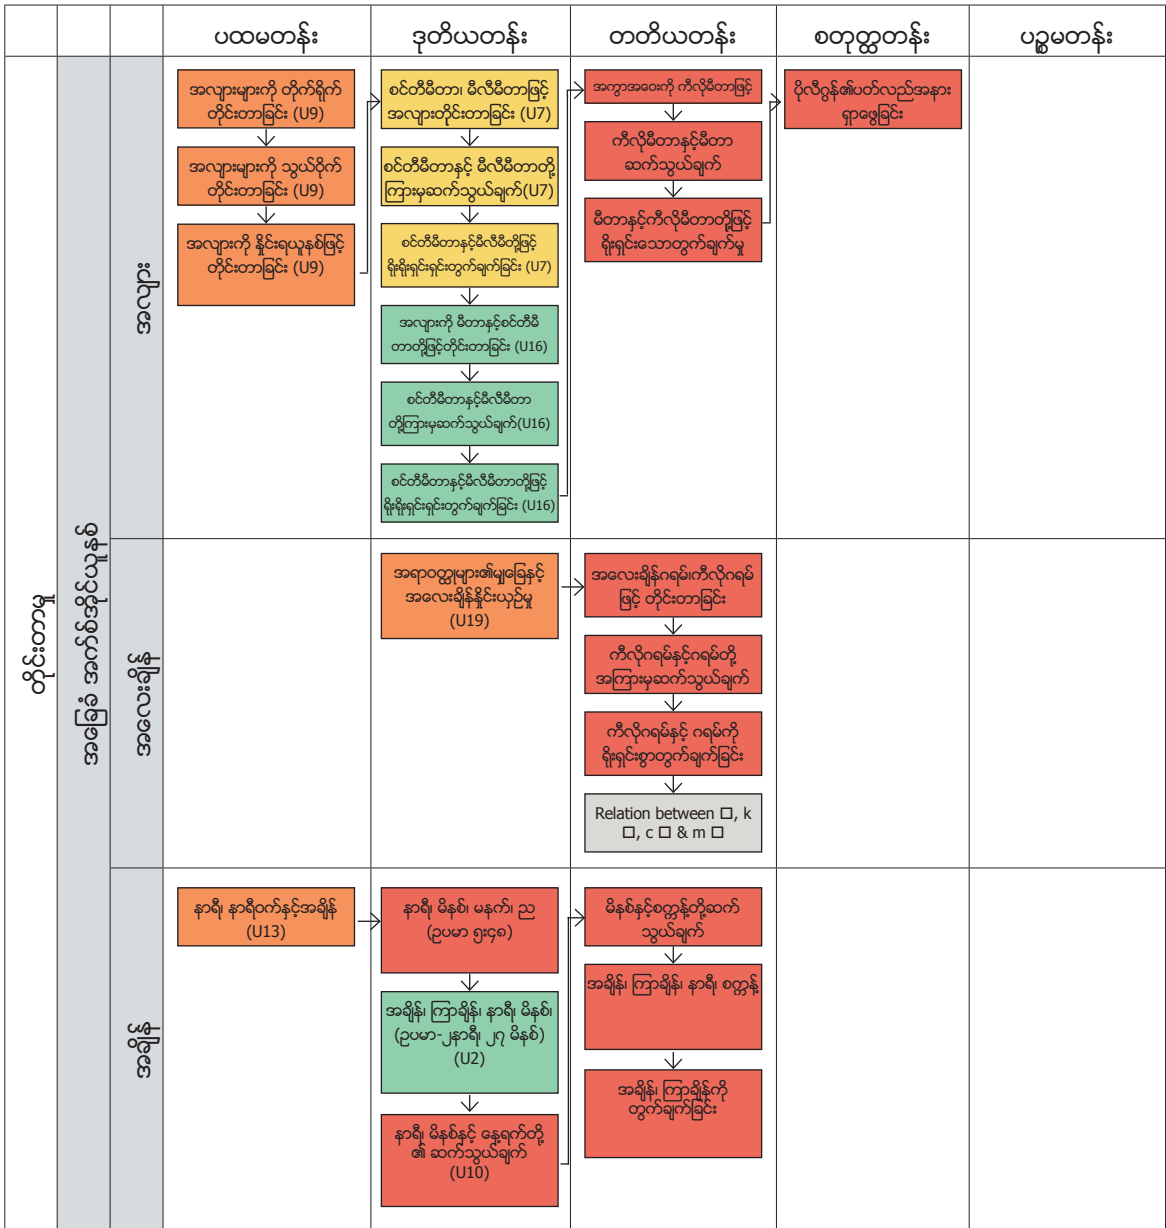 ပထမတန်း
ဒုတိယတန်း
တတိယတန်း
စတုတ္ထတန်း
ပဉ္စမတန်း
တိုင်းတာမှု
အခြေခံ အက်စ်အိုင်ယူနစ်
အလျား
အလျားများကို တိုက်ရိုက်
တိုင်းတာခြင်း (U9)
အလျားများကို သွယ်ဝိုက်
တိုင်းတာခြင်း (U9)
အလျားကို နှိုင်းရယူနစ်ဖြင့်
တိုင်းတာခြင်း (U9)
စင်တီမီတာ၊ မီလီမီတာဖြင့်
အလျားတိုင်းတာခြင်း (U7)
စင်တီမီတာနှင့် မီလီမီတာတို့
ကြားမှဆက်သွယ်ချက်(U7)
စင်တီမီတာနှင့်မီလီမီတို့ဖြင့်
ရိုးရိုးရှင်းရှင်းတွက်ချက်ခြင်း (U7)
အလျားကို မီတာနှင့်စင်တီမီ
တာတို့ဖြင့်တိုင်းတာခြင်း (U16)
စင်တီမီတာနှင့်မီလီမီတာ
တို့ကြားမှဆက်သွယ်ချက်(U16)
စင်တီမီတာနှင့်မီလီမီတာတို့ဖြင့်
ရိုးရိုးရှင်းရှင်းတွက်ချက်ခြင်း (U16)
အကွာအဝေးကို ကီလိုမီတာဖြင့်
ကီလိုမီတာနှင့်မီတာ
ဆက်သွယ်ချက်
မီတာနှင့်ကီလိုမီတာတို့ဖြင့်
ရိုးရှင်းသောတွက်ချက်မှု
ပိုလီဂွန်၏ပတ်လည်အနား
ရှာဖွေခြင်း
အလေးချိန်
အရာဝတ္ထုများ၏မျှခြေနှင့်
အလေးချိန်နှိုင်းယှဉ်မှု
(U19)
အလေးချိန်ဂရမ်၊ကီလိုဂရမ်
ဖြင့် တိုင်းတာခြင်း
ကီလိုဂရမ်နှင့်ဂရမ်တို့
အကြားမှဆက်သွယ်ချက်
ကီလိုဂရမ်နှင့် ဂရမ်ကို
ရိုးရှင်းစွာတွက်ချက်ခြင်း
Relation between □, k
□, c □ & m □
အချိန်
နာရီ၊ နာရီဝက်နှင့်အချိန်
(U13)
နာရီ၊ မိနစ်၊ မနက်၊ ည
(ဥပမာ ၅း၄၈)
အချိန်၊ ကြာချိန်၊ နာရီ၊ မိနစ်၊
(ဥပမာ-၂နာရီ၊ ၂၇ မိနစ်)
(U2)
နာရီ၊ မိနစ်နှင့် နေ့ရက်တို့
၏ ဆက်သွယ်ချက်
(U10)
မိနစ်နှင့်စက္ကန့်တို့ဆက်
သွယ်ချက်
အချိန်၊ ကြာချိန်၊ နာရီ၊ စက္ကန့်
အချိန်၊ ကြာချိန်ကို
တွက်ချက်ခြင်း